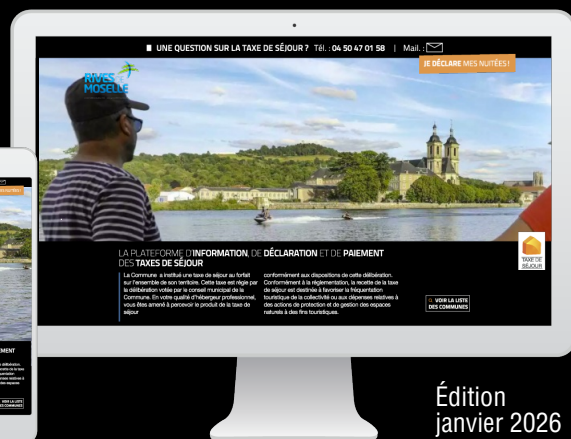 UNE QUESTION SUR LA TAXE DE SÉJOUR ? Tél. : 04 50 47 01 58 | Mail. :
JE DÉCLARE MES NUITÉES !
RIVES
MOSELLE
LA PLATEFORME D'INFORMATION, DE DÉCLARATION ET DE PAIEMENT
DES TAXES DE SÉJOUR
La Commune a institué une taxe de séjour au forfait
sur l'ensemble de son territoire. Cette taxe est régie par
la délibération votée par le conseil municipal de la
Commune. En votre qualité d'hébergeur professionnel,
vous êtes amené à percevoir le produit de la taxe de
séjour
conformément aux dispositions de cette délibération.
Conformément à la réglementation, la recette de la taxe
de séjour est destinée à favoriser la fréquentation
touristique de la collectivité ou aux dépenses relatives à
des actions de protection et de gestion des espaces
naturels à des fins touristiques.
TAXE DE
SÉJOUR
VOIR LA LISTE
DES COMMUNES
Édition
janvier 2026